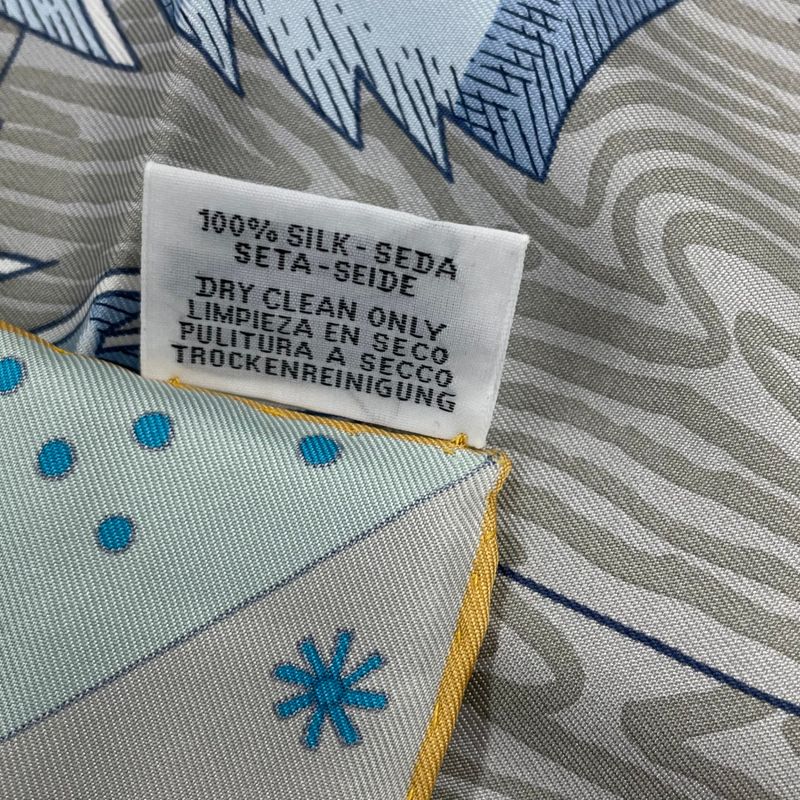 100% SILK - SEDA
SETA - SEIDE
DRY CLEAN ONLY
LIMPIEZA EN SECO
PULITURA A SECCO
TROCKENREINIGUNG